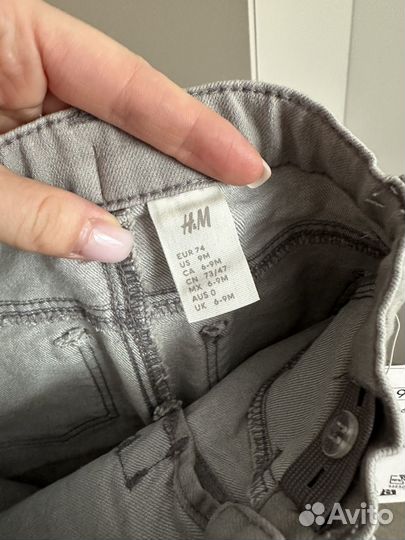 H&M
EUR 74
US 9M
CA 6-9M
CN 73/47
MX 6-9M
AUS 0
UK 6-9M
Avito